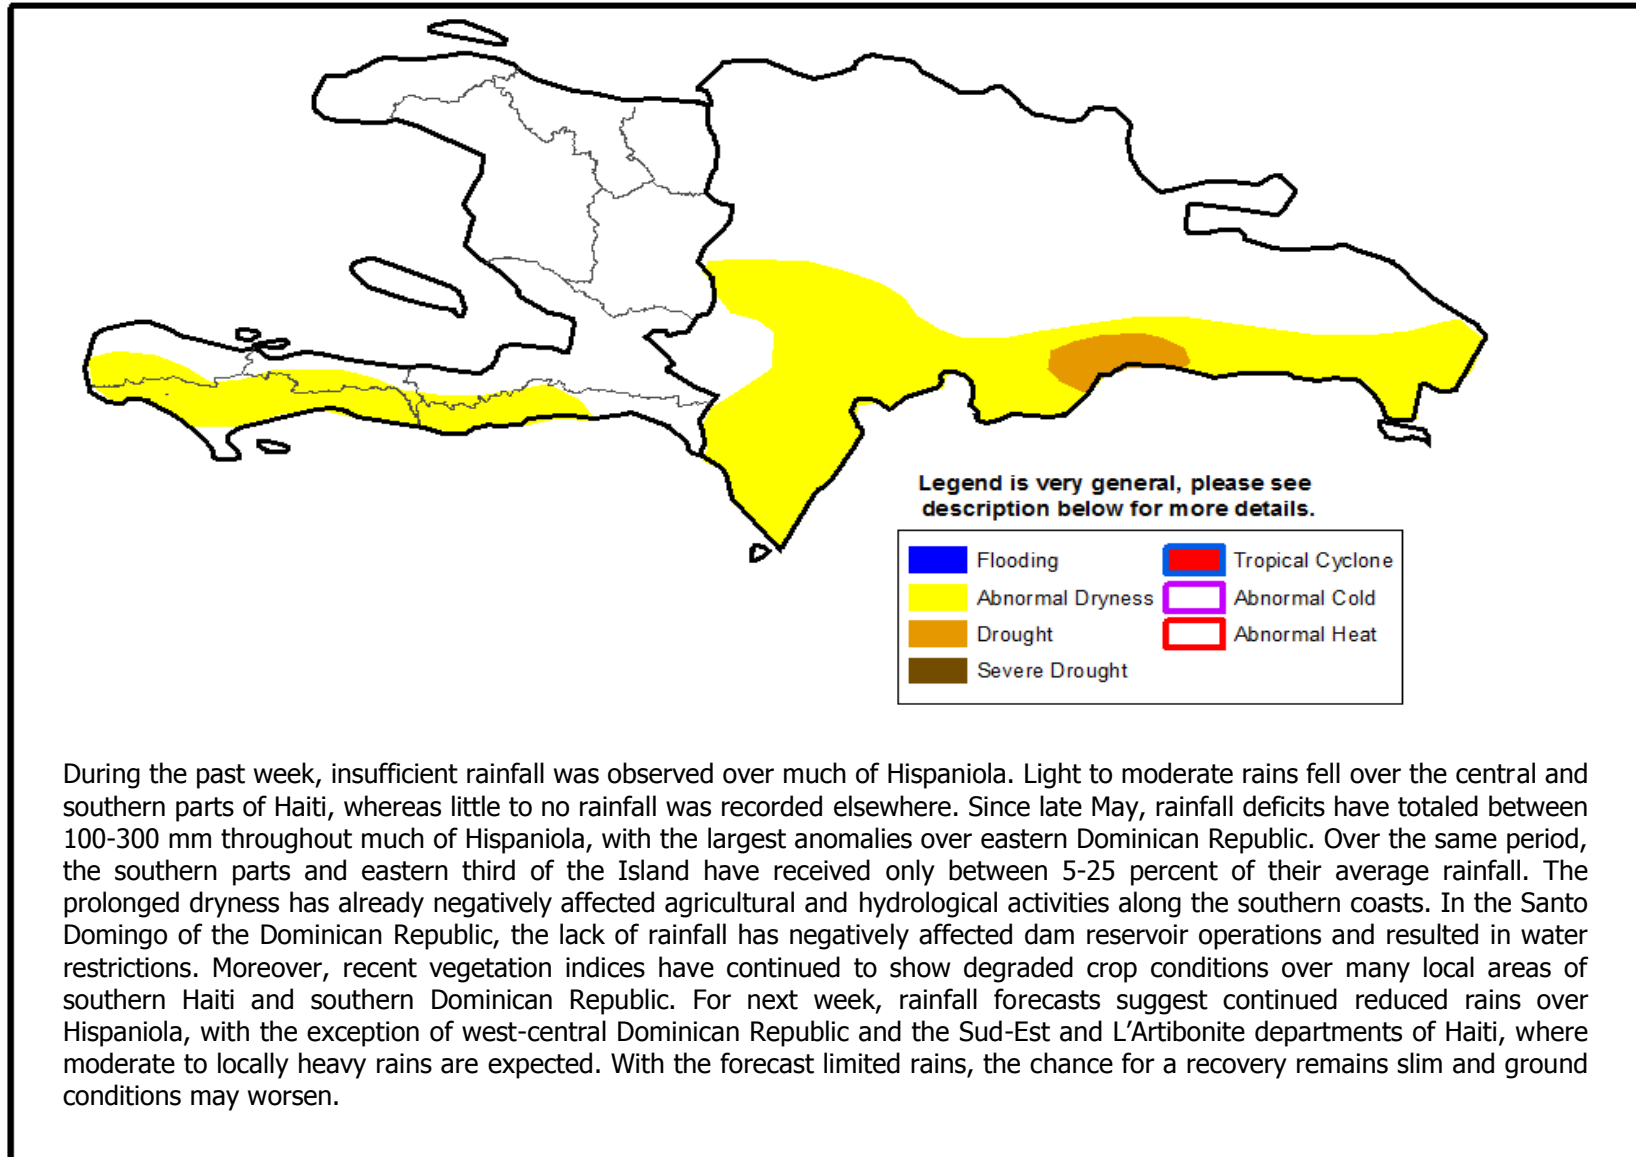 Legend is very general, please see
description below for more details.
Flooding
Tropical Cyclone
Abnormal Dryness
Abnormal Cold
Drought
Abnormal Heat
Severe Drought
During the past week, insufficient rainfall was observed over much of Hispaniola. Light to moderate rains fell over the central and
southern parts of Haiti, whereas little to no rainfall was recorded elsewhere. Since late May, rainfall deficits have totaled between
100-300 mm throughout much of Hispaniola, with the largest anomalies over eastern Dominican Republic. Over the same period,
the southern parts and eastern third of the Island have received only between 5-25 percent of their average rainfall. The
prolonged dryness has already negatively affected agricultural and hydrological activities along the southern coasts. In the Santo
Domingo of the Dominican Republic, the lack of rainfall has negatively affected dam reservoir operations and resulted in water
restrictions. Moreover, recent vegetation indices have continued to show degraded crop conditions over many local areas of
southern Haiti and southern Dominican Republic. For next week, rainfall forecasts suggest continued reduced rains over
Hispaniola, with the exception of west-central Dominican Republic and the Sud-Est and L’Artibonite departments of Haiti, where
moderate to locally heavy rains are expected. With the forecast limited rains, the chance for a recovery remains slim and ground
conditions may worsen.